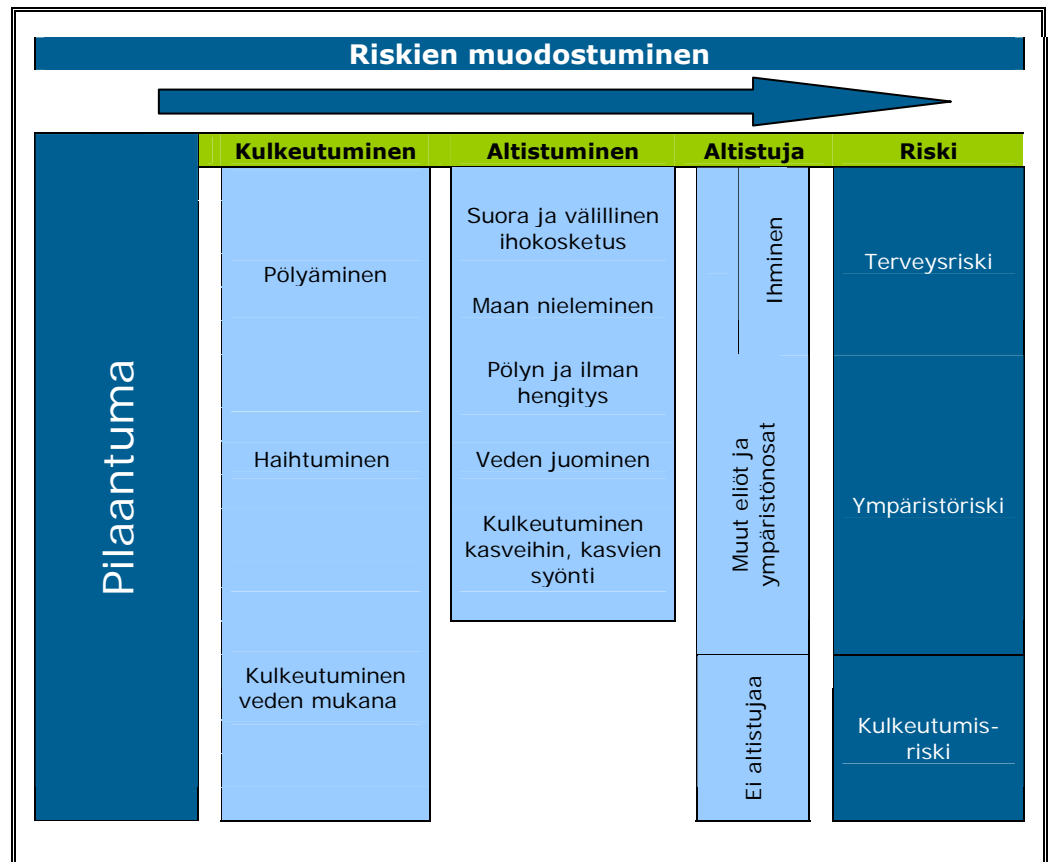 Riskien muodostuminen
Kulkeutuminen
Altistuminen
Altistuja
Riski
Pilaantuma
Pölyäminen
Haihtuminen
Kulkeutuminen
veden mukana
Suora ja välillinen
ihokosketus
Maan nieleminen
Pölyn ja ilman
hengitys
Veden juominen
Kulkeutuminen
kasveihin, kasvien
syönti
Ihminen
Muut eliöt ja
ympäristönosat
Ei altistujaa
Terveysriski
Ympäristöriski
Kulkeutumis-
riski